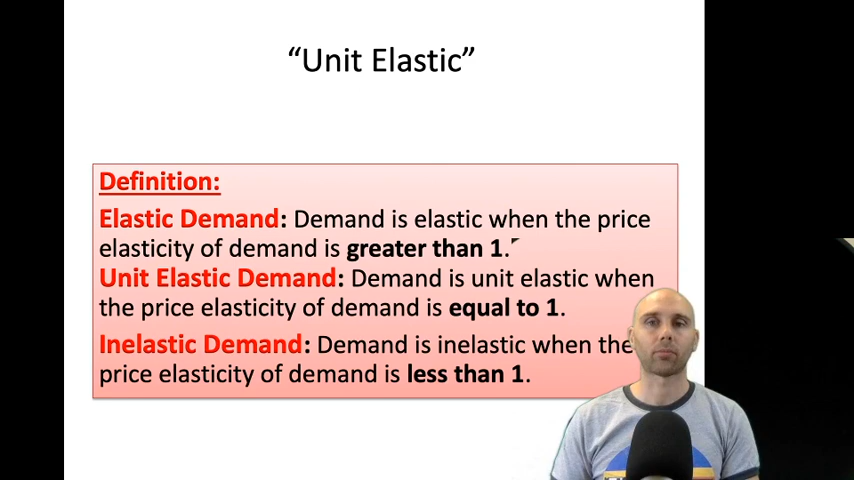 “Unit Elastic”
Definition:
Elastic Demand: Demand is elastic when the price
elasticity of demand is greater than 1.
Unit Elastic Demand: Demand is unit elastic when
the price elasticity of demand is equal to 1.
Inelastic Demand: Demand is inelastic when the
price elasticity of demand is less than 1.